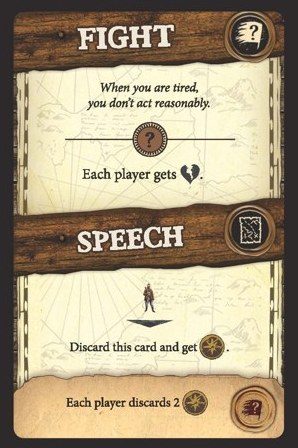 FIGHT
?
When you are tired,
you don't act reasonably.
?
Each player gets .
SPEECH
Discard this card and get .
Each player discards 2
?